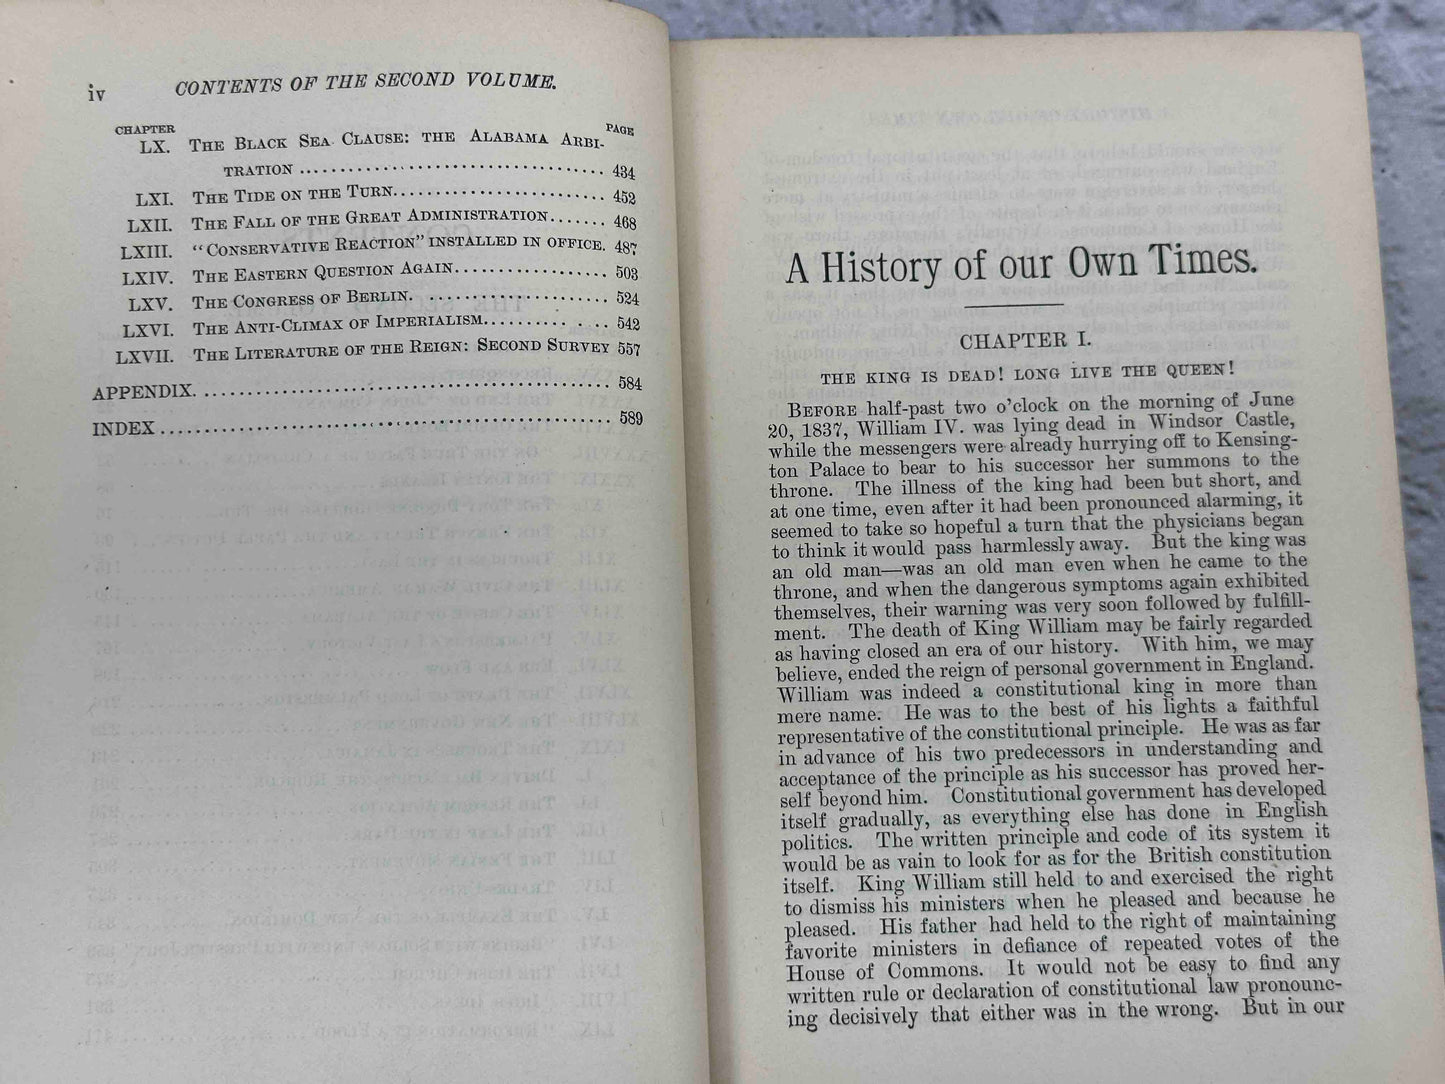 iv CONTENTS OF THE SECOND VOLUME.
CHAPTER PAGE
LX. THE BLACK SEA CLAUSE: THE ALABAMA ARBI-
TRATION 434
LXI. THE TIDE ON THE TURN 452
LXII. THE FALL OF THE GREAT ADMINISTRATION 468
LXIII. "CONSERVATIVE REACTION" INSTALLED IN OFFICE. 487
LXIV. THE EASTERN QUESTION AGAIN 503
LXV. THE CONGRESS OF BERLIN. 524
LXVI. THE ANTI-CLIMAX OF IMPERIALISM 542
LXVII. THE LITERATURE OF THE REIGN: SECOND SURVEY 557
APPENDIX. 584
INDEX 589
A History of our Own Times.
CHAPTER I.
THE KING IS DEAD! LONG LIVE THE QUEEN!
BEFORE half-past two o'clock on the morning of June
20, 1837, William IV. was lying dead in Windsor Castle,
while the messengers were already hurrying off to Kensing-
ton Palace to bear to his successor her summons to the
throne. The illness of the king had been but short, and
at one time, even after it had been pronounced alarming, it
seemed to take so hopeful a turn that the physicians began
to think it would pass harmlessly away. But the king was
an old man—was an old man even when he came to the
throne, and when the dangerous symptoms again exhibited
themselves, their warning was very soon followed by fulfill-
ment. The death of King William may be fairly regarded
as having closed an era of our history. With him, we may
believe, ended the reign of personal government in England.
William was indeed a constitutional king in more than
mere name. He was to the best of his lights a faithful
representative of the constitutional principle. He was as far
in advance of his two predecessors in understanding and
acceptance of the principle as his successor has proved her-
self beyond him. Constitutional government has developed
itself gradually, as everything else has done in English
politics. The written principle and code of its system it
would be as vain to look for as for the British constitution
itself. King William still held to and exercised the right
to dismiss his ministers when he pleased and because he
pleased. His father had held to the right of maintaining
favorite ministers in defiance of repeated votes of the
House of Commons. It would not be easy to find any
written rule or declaration of constitutional law pronounc-
ing decisively that either was in the wrong. But in our